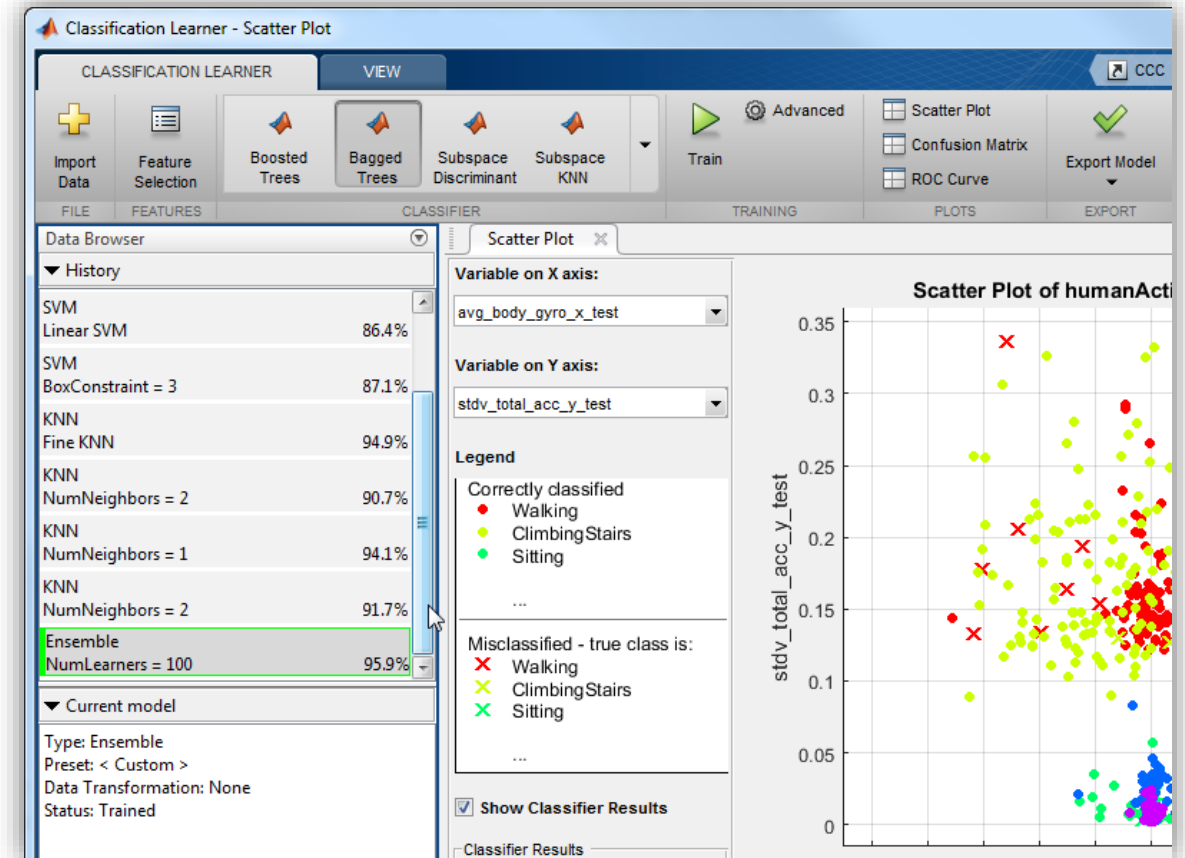 Classification Learner - Scatter Plot
CLASSIFICATION LEARNER
VIEW
CCC
Import Data
Feature Selection
Boosted Trees
Bagged Trees
Subspace Discriminant
Subspace KNN
Train
Advanced
Scatter Plot
Confusion Matrix
ROC Curve
Export Model
FILE
FEATURES
CLASSIFIER
TRAINING
PLOTS
EXPORT
Data Browser
History
SVM
Linear SVM 86.4%
SVM
BoxConstraint = 3 87.1%
KNN
Fine KNN 94.9%
KNN
NumNeighbors = 2 90.7%
KNN
NumNeighbors = 1 94.1%
KNN
NumNeighbors = 2 91.7%
Ensemble
NumLearners = 100 95.9%
Current model
Type: Ensemble
Preset: < Custom >
Data Transformation: None
Status: Trained
Scatter Plot
Variable on X axis:
avg_body_gyro_x_test
Variable on Y axis:
stdv_total_acc_y_test
Legend
Correctly classified
Walking
ClimbingStairs
Sitting
...
Misclassified - true class is:
Walking
ClimbingStairs
Sitting
...
Show Classifier Results
Classifier Results
Scatter Plot of humanActi
stdv_total_acc_y_test
0.35
0.3
0.25
0.2
0.15
0.1
0.05
0